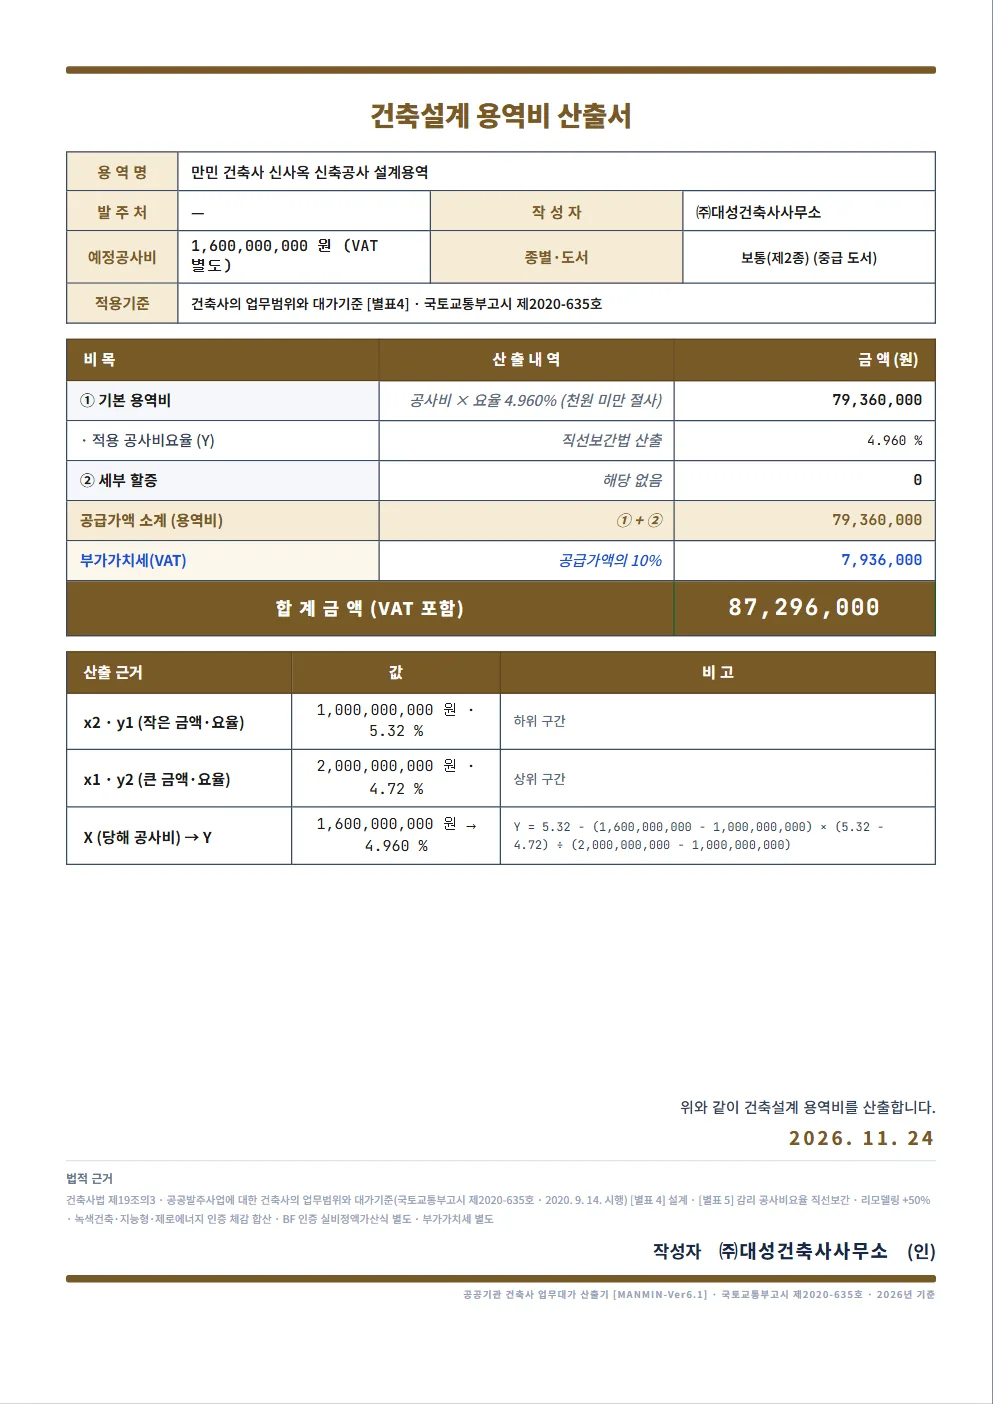 건축설계 용역비 산출서
용 역 명 만민 건축사 신사옥 신축공사 설계용역
발 주 처 — 작 성 자 ㈜대성건축사사무소
예정공사비 1,600,000,000 원 (VAT
별도) 종별·도서 보통(제2종) (중급 도서)
적용기준 건축사의 업무범위와 대가기준 [별표4] · 국토교통부고시 제2020-635호
비 목 산 출 내 역 금 액 (원)
① 기본 용역비 공사비 × 요율 4.960% (천원 미만 절사) 79,360,000
· 적용 공사비요율 (Y) 직선보간법 산출 4.960 %
② 세부 할증 해당 없음 0
공급가액 소계 (용역비) ① + ② 79,360,000
부가가치세(VAT) 공급가액의 10% 7,936,000
합 계 금 액 (VAT 포함) 87,296,000
산출 근거 값 비 고
x2 · y1 (작은 금액·요율) 1,000,000,000 원 ·
5.32 % 하위 구간
x1 · y2 (큰 금액·요율) 2,000,000,000 원 ·
4.72 % 상위 구간
X (당해 공사비) → Y 1,600,000,000 원 →
4.960 % Y = 5.32 - (1,600,000,000 - 1,000,000,000) × (5.32 -
4.72) ÷ (2,000,000,000 - 1,000,000,000)
위와 같이 건축설계 용역비를 산출합니다.
2026. 11. 24
법적 근거
건축사법 제19조의3 · 공공발주사업에 대한 건축사의 업무범위와 대가기준(국토교통부고시 제2020-635호 · 2020. 9. 14. 시행) [별표 4] 설계 · [별표 5] 감리 공사비요율 직선보간 · 리모델링 +50%
· 녹색건축·지능형·제로에너지 인증 체감 합산 · BF 인증 실비정액가산식 별도 · 부가가치세 별도
작성자 ㈜대성건축사사무소 (인)
공공기관 건축사 업무대가 산출기 [MANMIN-Ver6.1] · 국토교통부고시 제2020-635호 · 2026년 기준